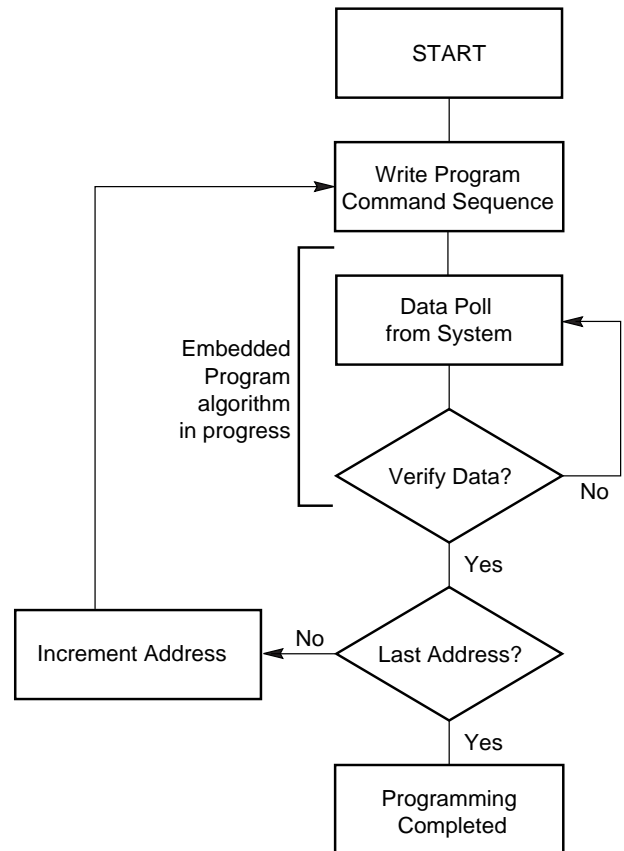 START
Write Program
Command Sequence
Data Poll
from System
Embedded
Program
algorithm
in progress
Verify Data?
No
Yes
No
Increment Address
Last Address?
Yes
Programming
Completed